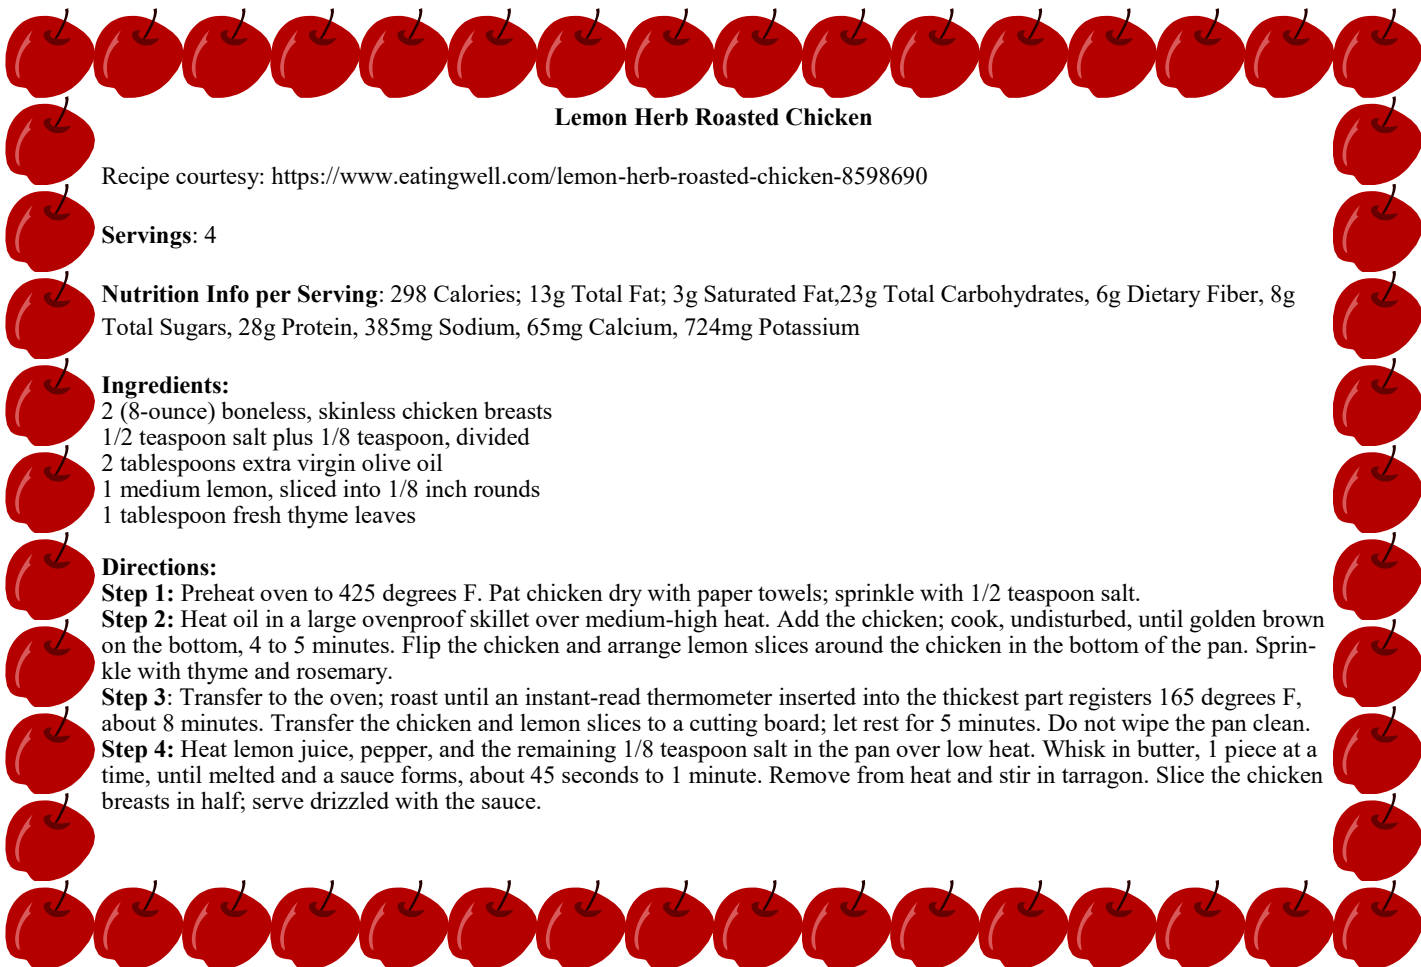 Lemon Herb Roasted Chicken
Recipe courtesy: https://www.eatingwell.com/lemon-herb-roasted-chicken-8598690
Servings: 4
Nutrition Info per Serving: 298 Calories; 13g Total Fat; 3g Saturated Fat,23g Total Carbohydrates, 6g Dietary Fiber, 8g
Total Sugars, 28g Protein, 385mg Sodium, 65mg Calcium, 724mg Potassium
Ingredients:
2 (8-ounce) boneless, skinless chicken breasts
1/2 teaspoon salt plus 1/8 teaspoon, divided
2 tablespoons extra virgin olive oil
1 medium lemon, sliced into 1/8 inch rounds
1 tablespoon fresh thyme leaves
Directions:
Step 1: Preheat oven to 425 degrees F. Pat chicken dry with paper towels; sprinkle with 1/2 teaspoon salt.
Step 2: Heat oil in a large ovenproof skillet over medium-high heat. Add the chicken; cook, undisturbed, until golden brown
on the bottom, 4 to 5 minutes. Flip the chicken and arrange lemon slices around the chicken in the bottom of the pan. Sprin-
kle with thyme and rosemary.
Step 3: Transfer to the oven; roast until an instant-read thermometer inserted into the thickest part registers 165 degrees F,
about 8 minutes. Transfer the chicken and lemon slices to a cutting board; let rest for 5 minutes. Do not wipe the pan clean.
Step 4: Heat lemon juice, pepper, and the remaining 1/8 teaspoon salt in the pan over low heat. Whisk in butter, 1 piece at a
time, until melted and a sauce forms, about 45 seconds to 1 minute. Remove from heat and stir in tarragon. Slice the chicken
breasts in half; serve drizzled with the sauce.